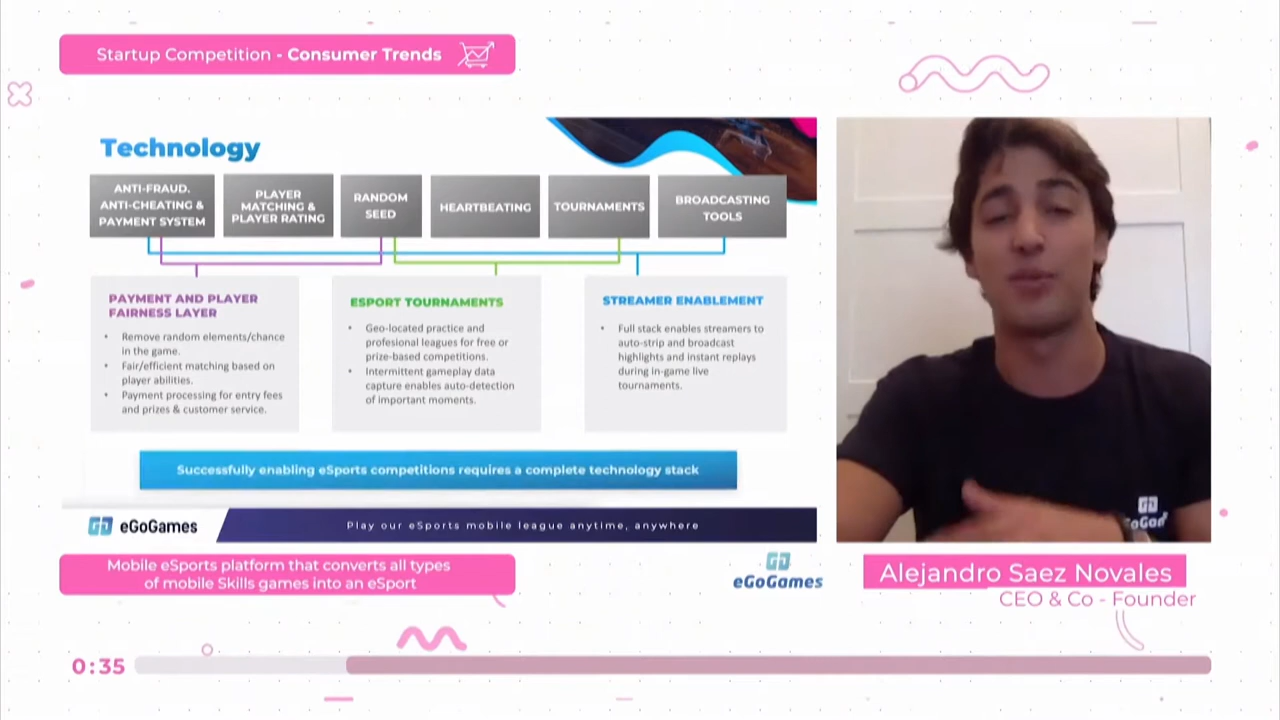 Startup Competition - Consumer Trends
Technology
ANTI-FRAUD,
ANTI-CHEATING &
PAYMENT SYSTEM
PLAYER
MATCHING &
PLAYER RATING
RANDOM
SEED
HEARTBEATING
TOURNAMENTS
BROADCASTING
TOOLS
PAYMENT AND PLAYER
FAIRNESS LAYER
• Remove random elements/chance
in the game.
• Fair/efficient matching based on
player abilities.
• Payment processing for entry fees
and prizes & customer service.
ESPORT TOURNAMENTS
• Geo-located practice and
profesional leagues for free or
prize-based competitions.
• Intermittent gameplay data
capture enables auto-detection
of important moments.
STREAMER ENABLEMENT
• Full stack enables streamers to
auto-strip and broadcast
highlights and instant replays
during in-game live
tournaments.
Successfully enabling eSports competitions requires a complete technology stack
eGoGames
Play our eSports mobile league anytime, anywhere
Mobile eSports platform that converts all types
of mobile Skills games into an eSport
eGoGames
Alejandro Saez Novales
CEO & Co - Founder
0:35